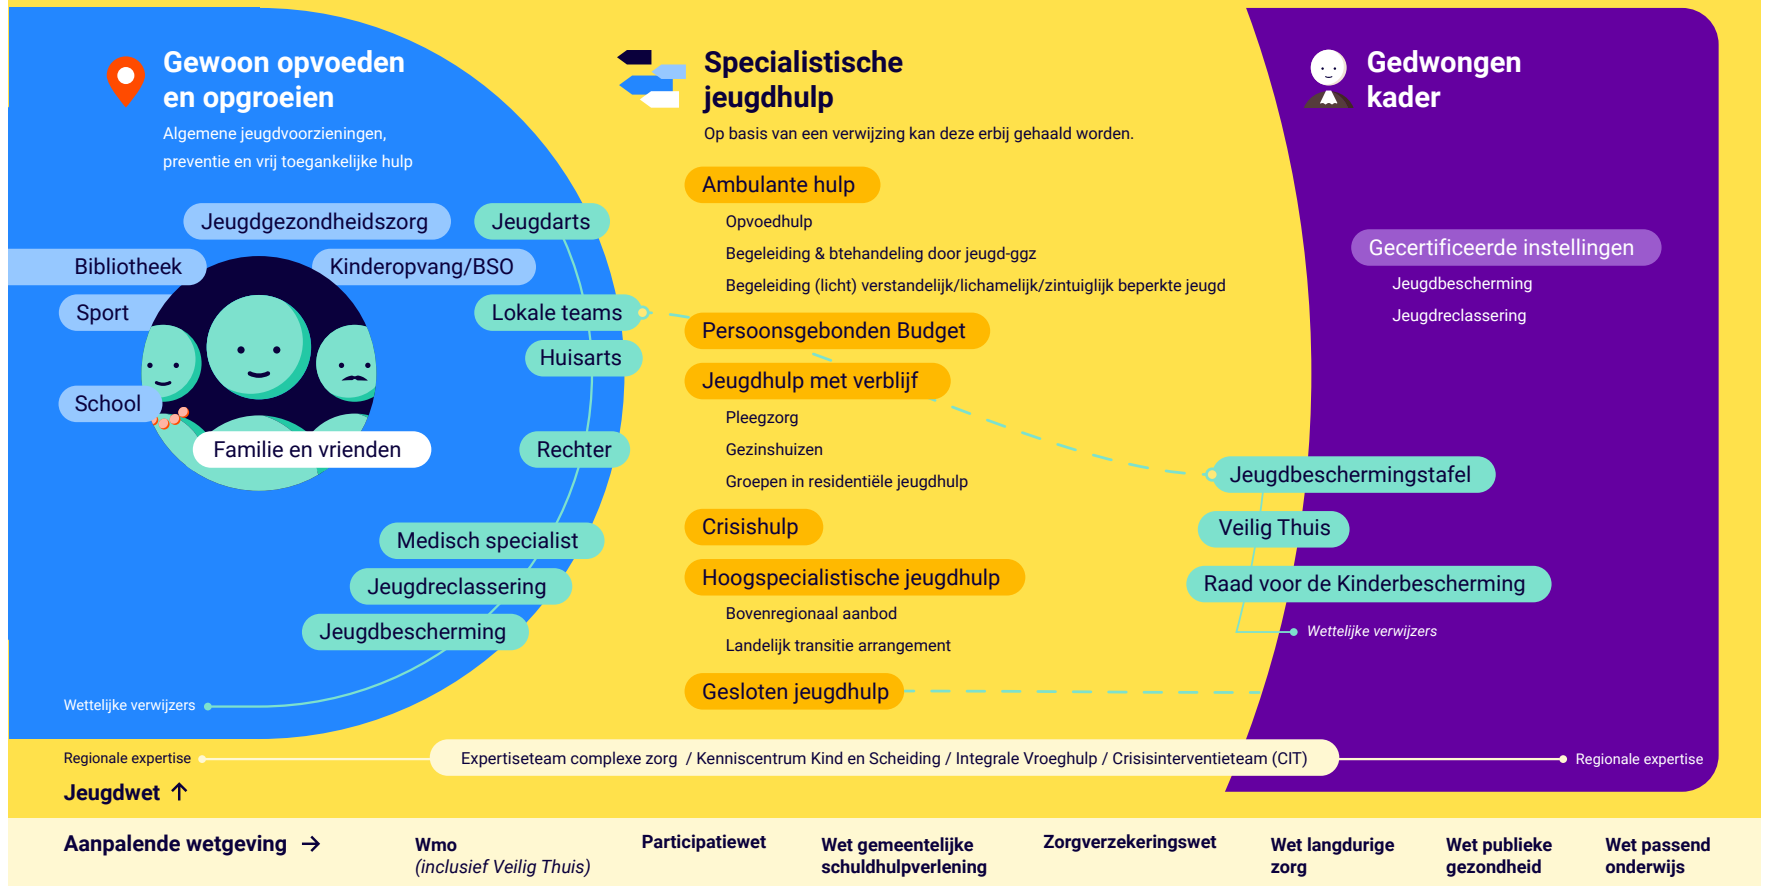 Gewoon opvoeden
en opgroeien
Algemene jeugdvoorzieningen,
preventie en vrij toegankelijke hulp
Jeugdgezondheidszorg
Jeugdarts
Bibliotheek
Kinderopvang/BSO
Sport
Lokale teams
Huisarts
School
Familie en vrienden
Rechter
Medisch specialist
Jeugdreclassering
Jeugdbescherming
Wettelijke verwijzers
Specialistische
jeugdhulp
Op basis van een verwijzing kan deze erbij gehaald worden.
Ambulante hulp
Opvoedhulp
Begeleiding & btehandeling door jeugd-ggz
Begeleiding (licht) verstandelijk/lichamelijk/zintuiglijk beperkte jeugd
Persoonsgebonden Budget
Jeugdhulp met verblijf
Pleegzorg
Gezinshuizen
Groepen in residentiële jeugdhulp
Crisishulp
Hoogspecialistische jeugdhulp
Bovenregionaal aanbod
Landelijk transitie arrangement
Gesloten jeugdhulp
Gedwongen
kader
Gecertificeerde instellingen
Jeugdbescherming
Jeugdreclassering
Jeugdbeschermingstafel
Veilig Thuis
Raad voor de Kinderbescherming
Wettelijke verwijzers
Regionale expertise
Expertiseteam complexe zorg / Kenniscentrum Kind en Scheiding / Integrale Vroeghulp / Crisisinterventieteam (CIT)
Regionale expertise
Jeugdwet ↑
Aanpalende wetgeving →
Wmo
(inclusief Veilig Thuis)
Participatiewet
Wet gemeentelijke
schuldhulpverlening
Zorgverzekeringswet
Wet langdurige
zorg
Wet publieke
gezondheid
Wet passend
onderwijs